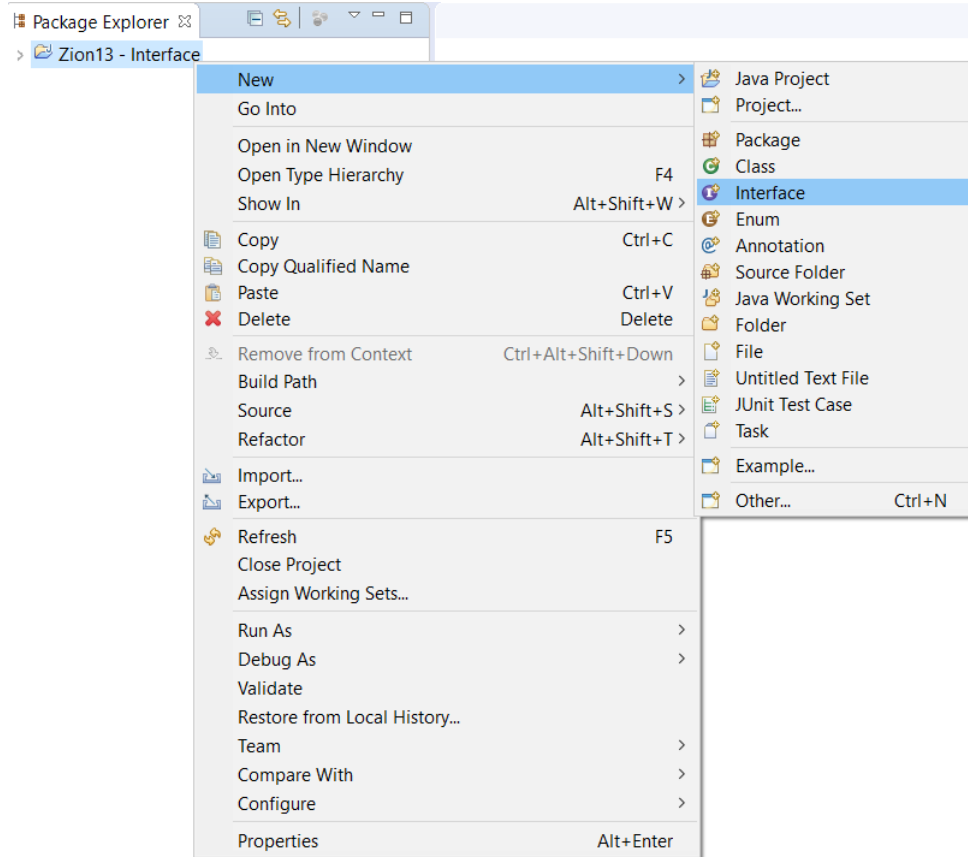 Package Explorer
Zion13 - Interface
New
Go Into
Open in New Window
Open Type Hierarchy F4
Show In Alt+Shift+W
Copy Ctrl+C
Copy Qualified Name
Paste Ctrl+V
Delete Delete
Remove from Context Ctrl+Alt+Shift+Down
Build Path
Source Alt+Shift+S
Refactor Alt+Shift+T
Import...
Export...
Refresh F5
Close Project
Assign Working Sets...
Run As
Debug As
Validate
Restore from Local History...
Team
Compare With
Configure
Properties Alt+Enter
Java Project
Project...
Package
Class
Interface
Enum
Annotation
Source Folder
Java Working Set
Folder
File
Untitled Text File
JUnit Test Case
Task
Example...
Other... Ctrl+N